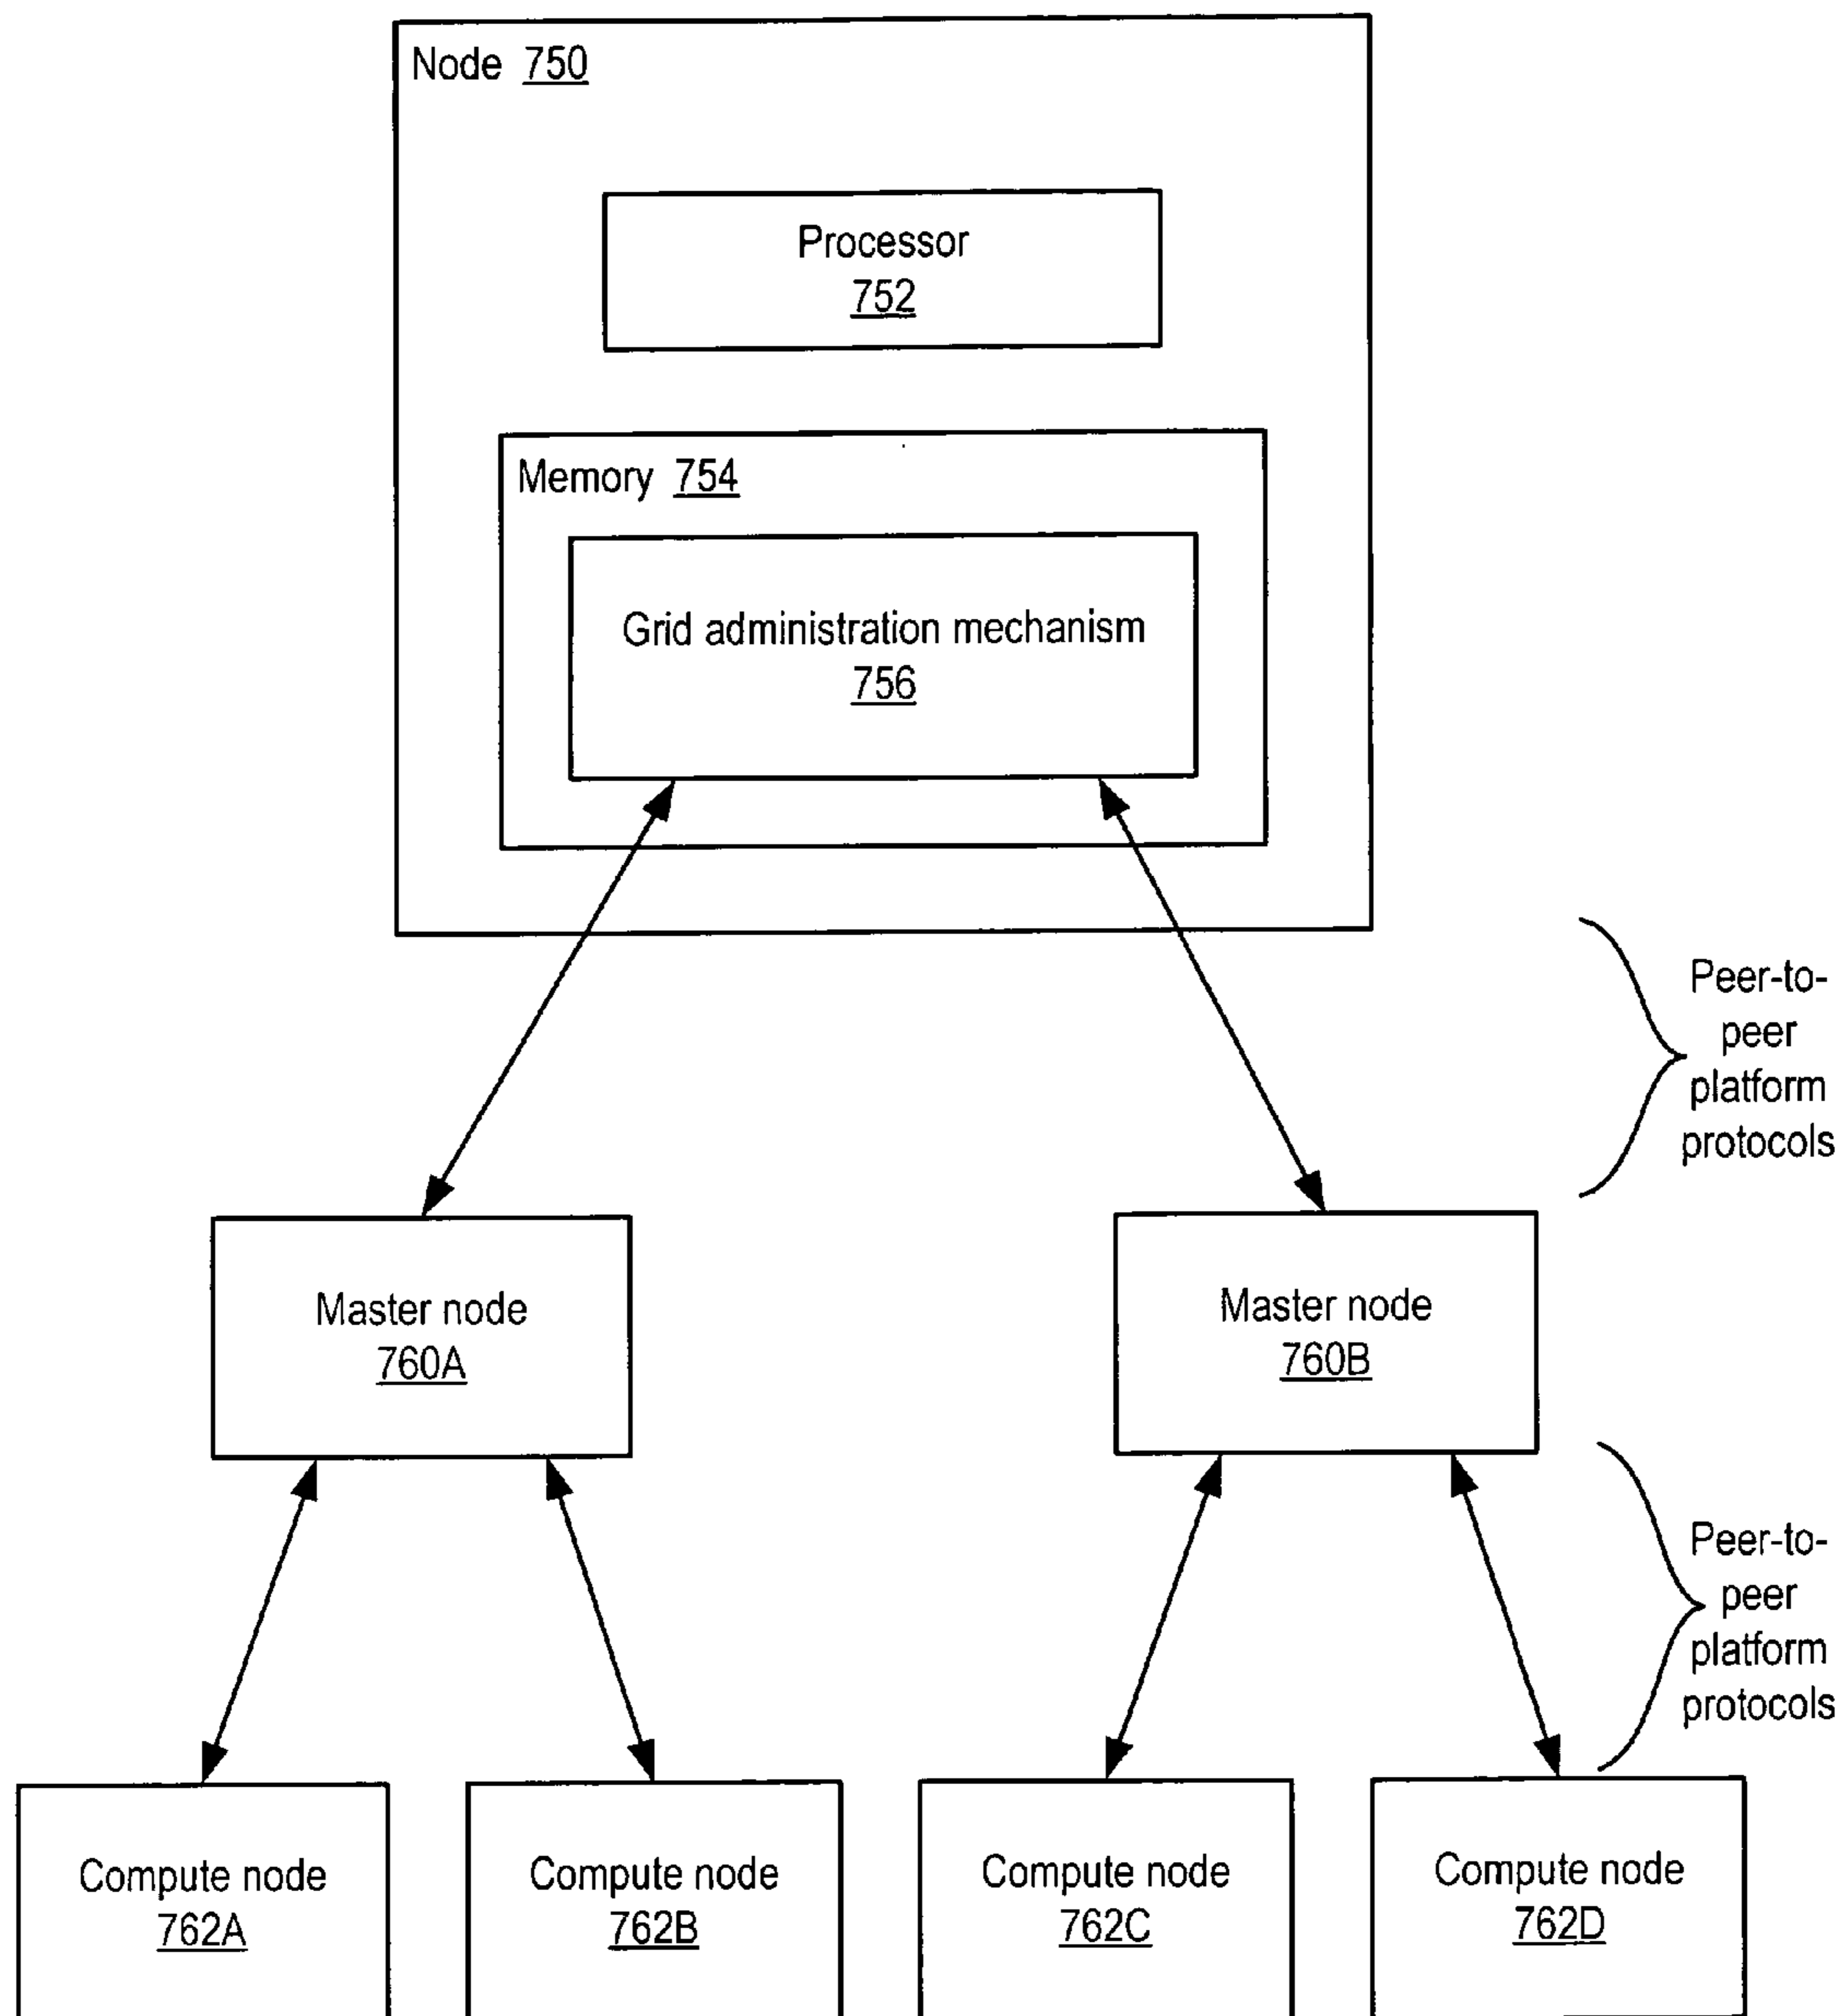 Node 750
Processor
752
Memory 754
Grid administration mechanism
756
Peer-to-
peer
platform
protocols
Master node
760A
Master node
760B
Peer-to-
peer
platform
protocols
Compute node
762A
Compute node
762B
Compute node
762C
Compute node
762D